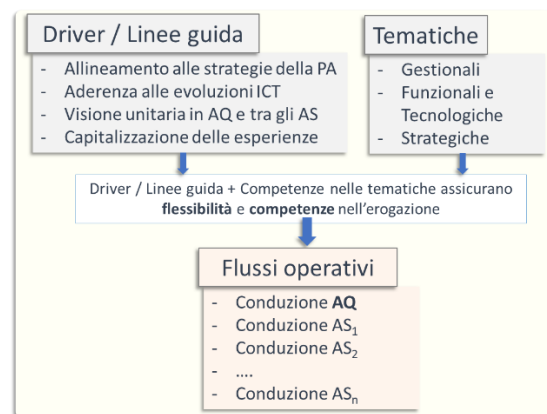 Driver / Linee guida
- Allineamento alle strategie della PA
- Aderenza alle evoluzioni ICT
- Visione unitaria in AQ e tra gli AS
- Capitalizzazione delle esperienze
Tematiche
- Gestionali
- Funzionali e
Tecnologiche
- Strategiche
Driver / Linee guida + Competenze nelle tematiche assicurano
flessibilità e competenze nell'erogazione
Flussi operativi
- Conduzione AQ
- Conduzione AS₁
- Conduzione AS₂
- ....
- Conduzione ASₙ